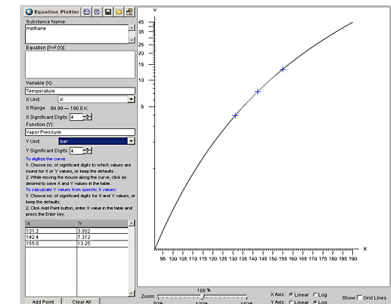 Equation Plotter
Substance Name:
methane
Equation [Y=F(X)]:
Variable (X):
Temperature
X Unit: K
X Range 90.99 — 190.0 K
X Significant Digits 4
Function (Y):
Vapor Pressure
Y Unit: bar
Y Significant Digits 4
To digitize the curve:
1. Choose no. of significant digits to which values are
round for X or Y values, or keep the defaults.
2. While moving the mouse along the curve, click as
desired to save X and Y values in the table.
To calculate Y values from specific X values:
1. Choose no. of significant digits for X and Y values, or
keep the defaults.
2. Click Add Point button, enter X value in the table and
press the Enter key.
X Y
131.2 3.982
142.4 7.372
155.0 13.25
Add Point Clear All
Y
45
35
30
25
20
15
10
5
95 100 105 110 115 120 125 130 135 140 145 150 155 160 165 170 175 180 185 190
X
100 %
Zoom
50% 100% 150%
X Axis: Linear Log
Y Axis: Linear Log
Show: Grid Lines